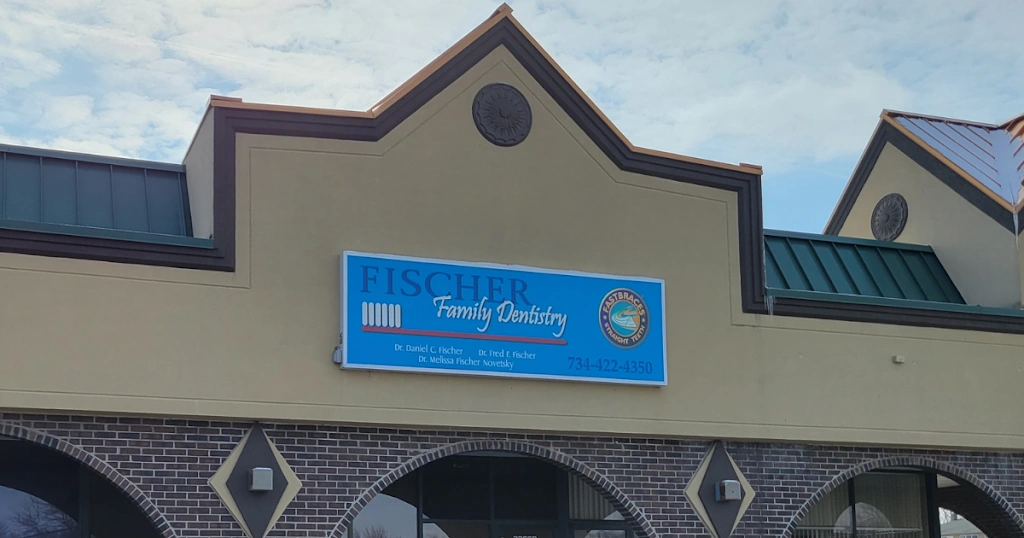 FISCHER
Family Dentistry
FASTBRACES
STRAIGHT TEETH
Dr. Daniel C. Fischer Dr. Fred F. Fischer
Dr. Melissa Fischer Novetsky
734-422-4350